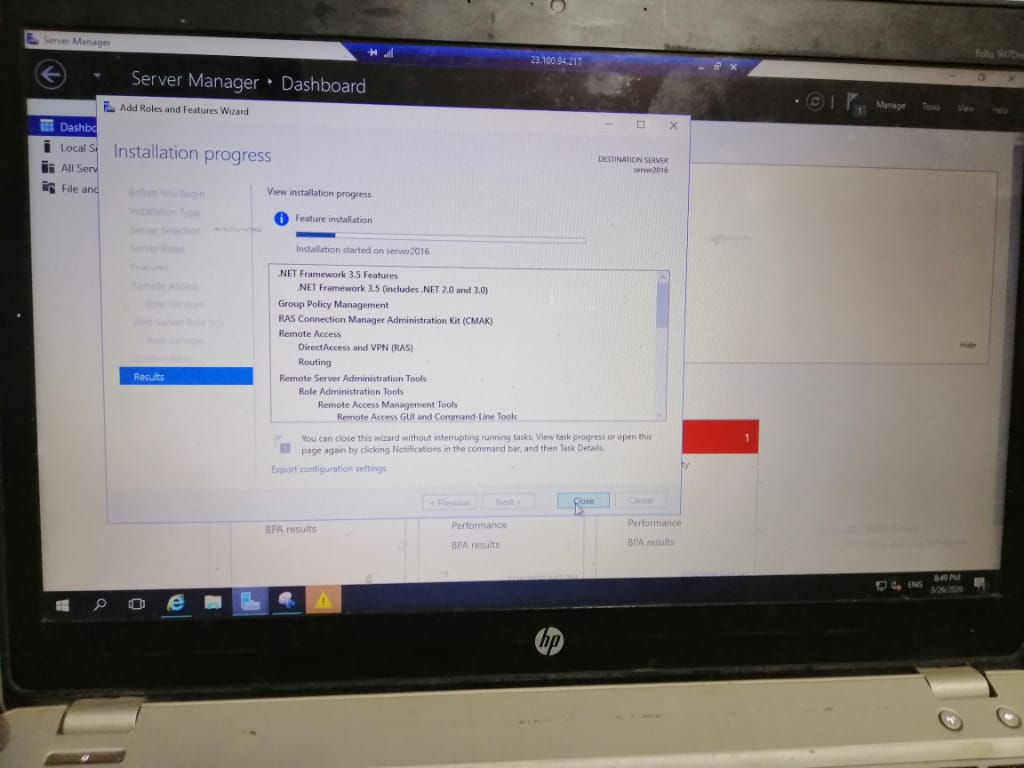 Server Manager
23.100.94.217
Folio 9470m
Server Manager • Dashboard
1
Manage Tools View Help
Dashbo
Local S
All Serv
File and
Add Roles and Features Wizard
Installation progress
DESTINATION SERVER
server2016
Before You Begin
Installation Type
Server Selection
Server Roles
Features
Remote Access
Role Services
Web Server Role (IIS)
Role Services
Confirmation
Results
View installation progress
Feature installation
Installation started on server2016
.NET Framework 3.5 Features
.NET Framework 3.5 (includes .NET 2.0 and 3.0)
Group Policy Management
RAS Connection Manager Administration Kit (CMAK)
Remote Access
DirectAccess and VPN (RAS)
Routing
Remote Server Administration Tools
Role Administration Tools
Remote Access Management Tools
Remote Access GUI and Command-Line Tools
You can close this wizard without interrupting running tasks. View task progress or open this
page again by clicking Notifications in the command bar, and then Task Details.
Export configuration settings
< Previous Next > Close Cancel
Hide
1
ty
BPA results
Performance
BPA results
Performance
BPA results
Activate Windows
ENG
8:49 PM
3/26/2020
hp